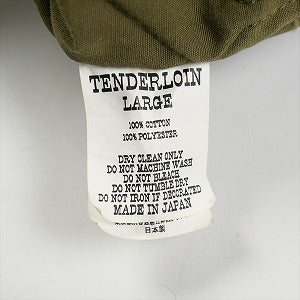 TENDERLOIN
LARGE
100% COTTON
100% POLYESTER
DRY CLEAN ONLY
DO NOT MACHINE WASH
DO NOT BLEACH
DO NOT TUMBLE DRY
DO NOT IRON IF DECORATED
MADE IN JAPAN
日本製